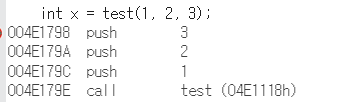 int x = test(1, 2, 3);
004E1798 push 3
004E179A push 2
004E179C push 1
004E179E call test (04E1118h)